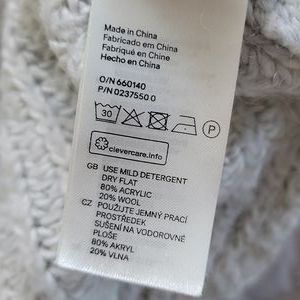 Made in China
Fabricado em China
Fabriqué en Chine
Hecho en China
O/N 660140
P/N 0237550 0
30 P
clevercare.info
GB USE MILD DETERGENT
DRY FLAT
80% ACRYLIC
20% WOOL
CZ POUŽIJTE JEMNÝ PRACÍ
PROSTŘEDEK
SUŠENÍ NA VODOROVNÉ
PLOŠE
80% AKRYL
20% VLNA